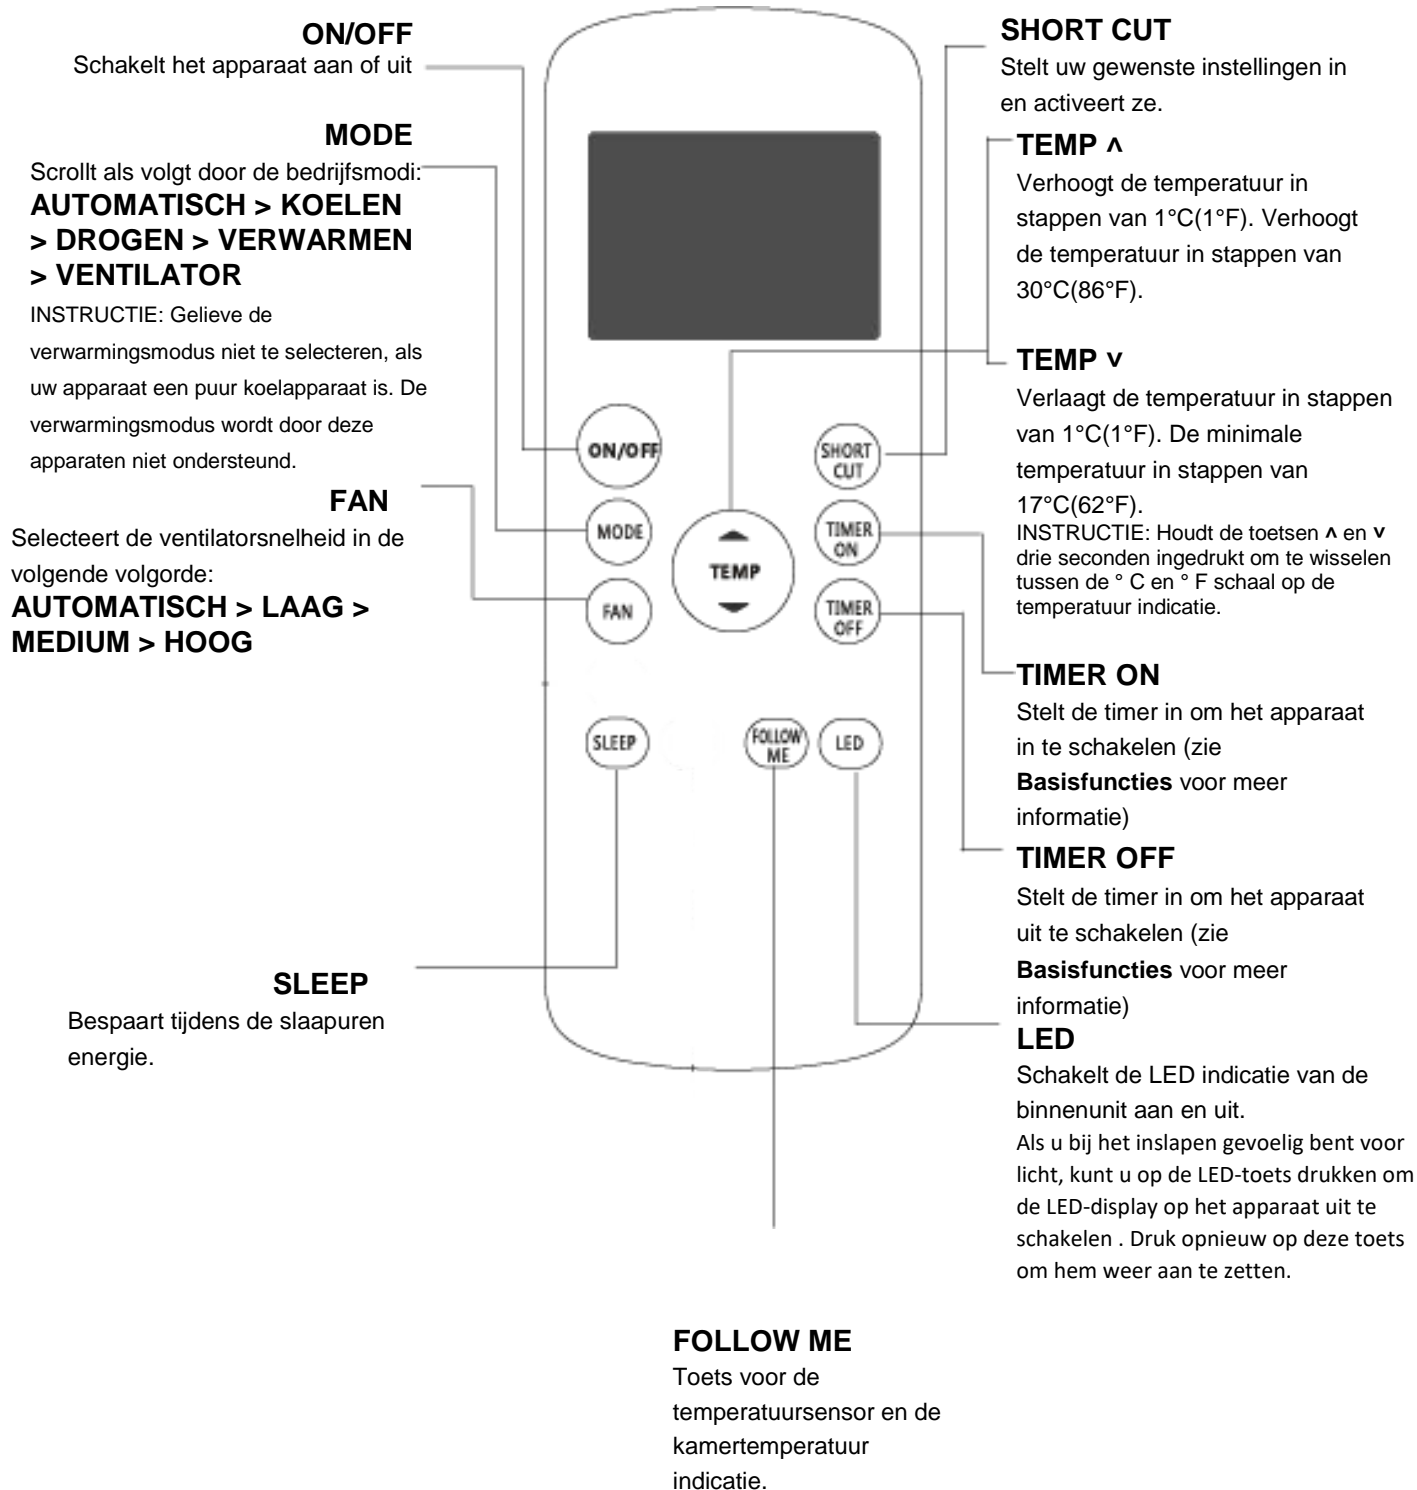 ON/OFF
Schakelt het apparaat aan of uit
MODE
Scrollt als volgt door de bedrijfsmodi:
AUTOMATISCH > KOELEN
> DROGEN > VERWARMEN
> VENTILATOR
INSTRUCTIE: Gelieve de
verwarmingsmodus niet te selecteren, als
uw apparaat een puur koelapparaat is. De
verwarmingsmodus wordt door deze
apparaten niet ondersteund.
FAN
Selecteert de ventilatorsnelheid in de
volgende volgorde:
AUTOMATISCH > LAAG >
MEDIUM > HOOG
SLEEP
Bespaart tijdens de slaapuren
energie.
ON/OFF
MODE
FAN
TEMP
SHORT
CUT
TIMER
ON
TIMER
OFF
SLEEP
FOLLOW
ME
LED
SHORT CUT
Stelt uw gewenste instellingen in
en activeert ze.
TEMP ˄
Verhoogt de temperatuur in
stappen van 1°C(1°F). Verhoogt
de temperatuur in stappen van
30°C(86°F).
TEMP ˅
Verlaagt de temperatuur in stappen
van 1°C(1°F). De minimale
temperatuur in stappen van
17°C(62°F).
INSTRUCTIE: Houdt de toetsen ˄ en ˅
drie seconden ingedrukt om te wisselen
tussen de ° C en ° F schaal op de
temperatuur indicatie.
TIMER ON
Stelt de timer in om het apparaat
in te schakelen (zie
Basisfuncties voor meer
informatie)
TIMER OFF
Stelt de timer in om het apparaat
uit te schakelen (zie
Basisfuncties voor meer
informatie)
LED
Schakelt de LED indicatie van de
binnenunit aan en uit.
Als u bij het inslapen gevoelig bent voor
licht, kunt u op de LED-toets drukken om
de LED-display op het apparaat uit te
schakelen . Druk opnieuw op deze toets
om hem weer aan te zetten.
FOLLOW ME
Toets voor de
temperatuursensor en de
kamertemperatuur
indicatie.